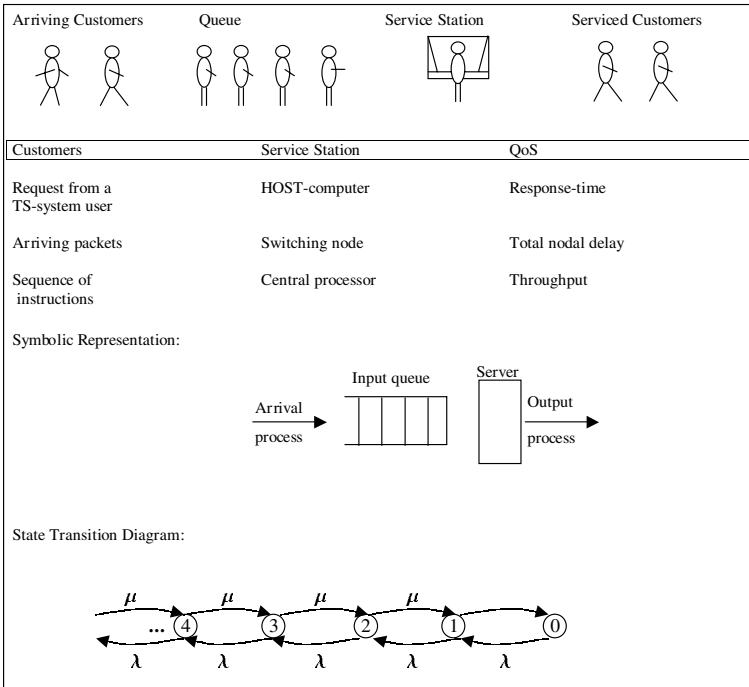 Arriving Customers Queue Service Station Serviced Customers
Customers Service Station QoS
Request from a HOST-computer Response-time
TS-system user
Arriving packets Switching node Total nodal delay
Sequence of Central processor Throughput
instructions
Symbolic Representation:
Input queue Server
Arrival Output
process process
State Transition Diagram:
μ μ μ μ
... 4 3 2 1 0
λ λ λ λ λ